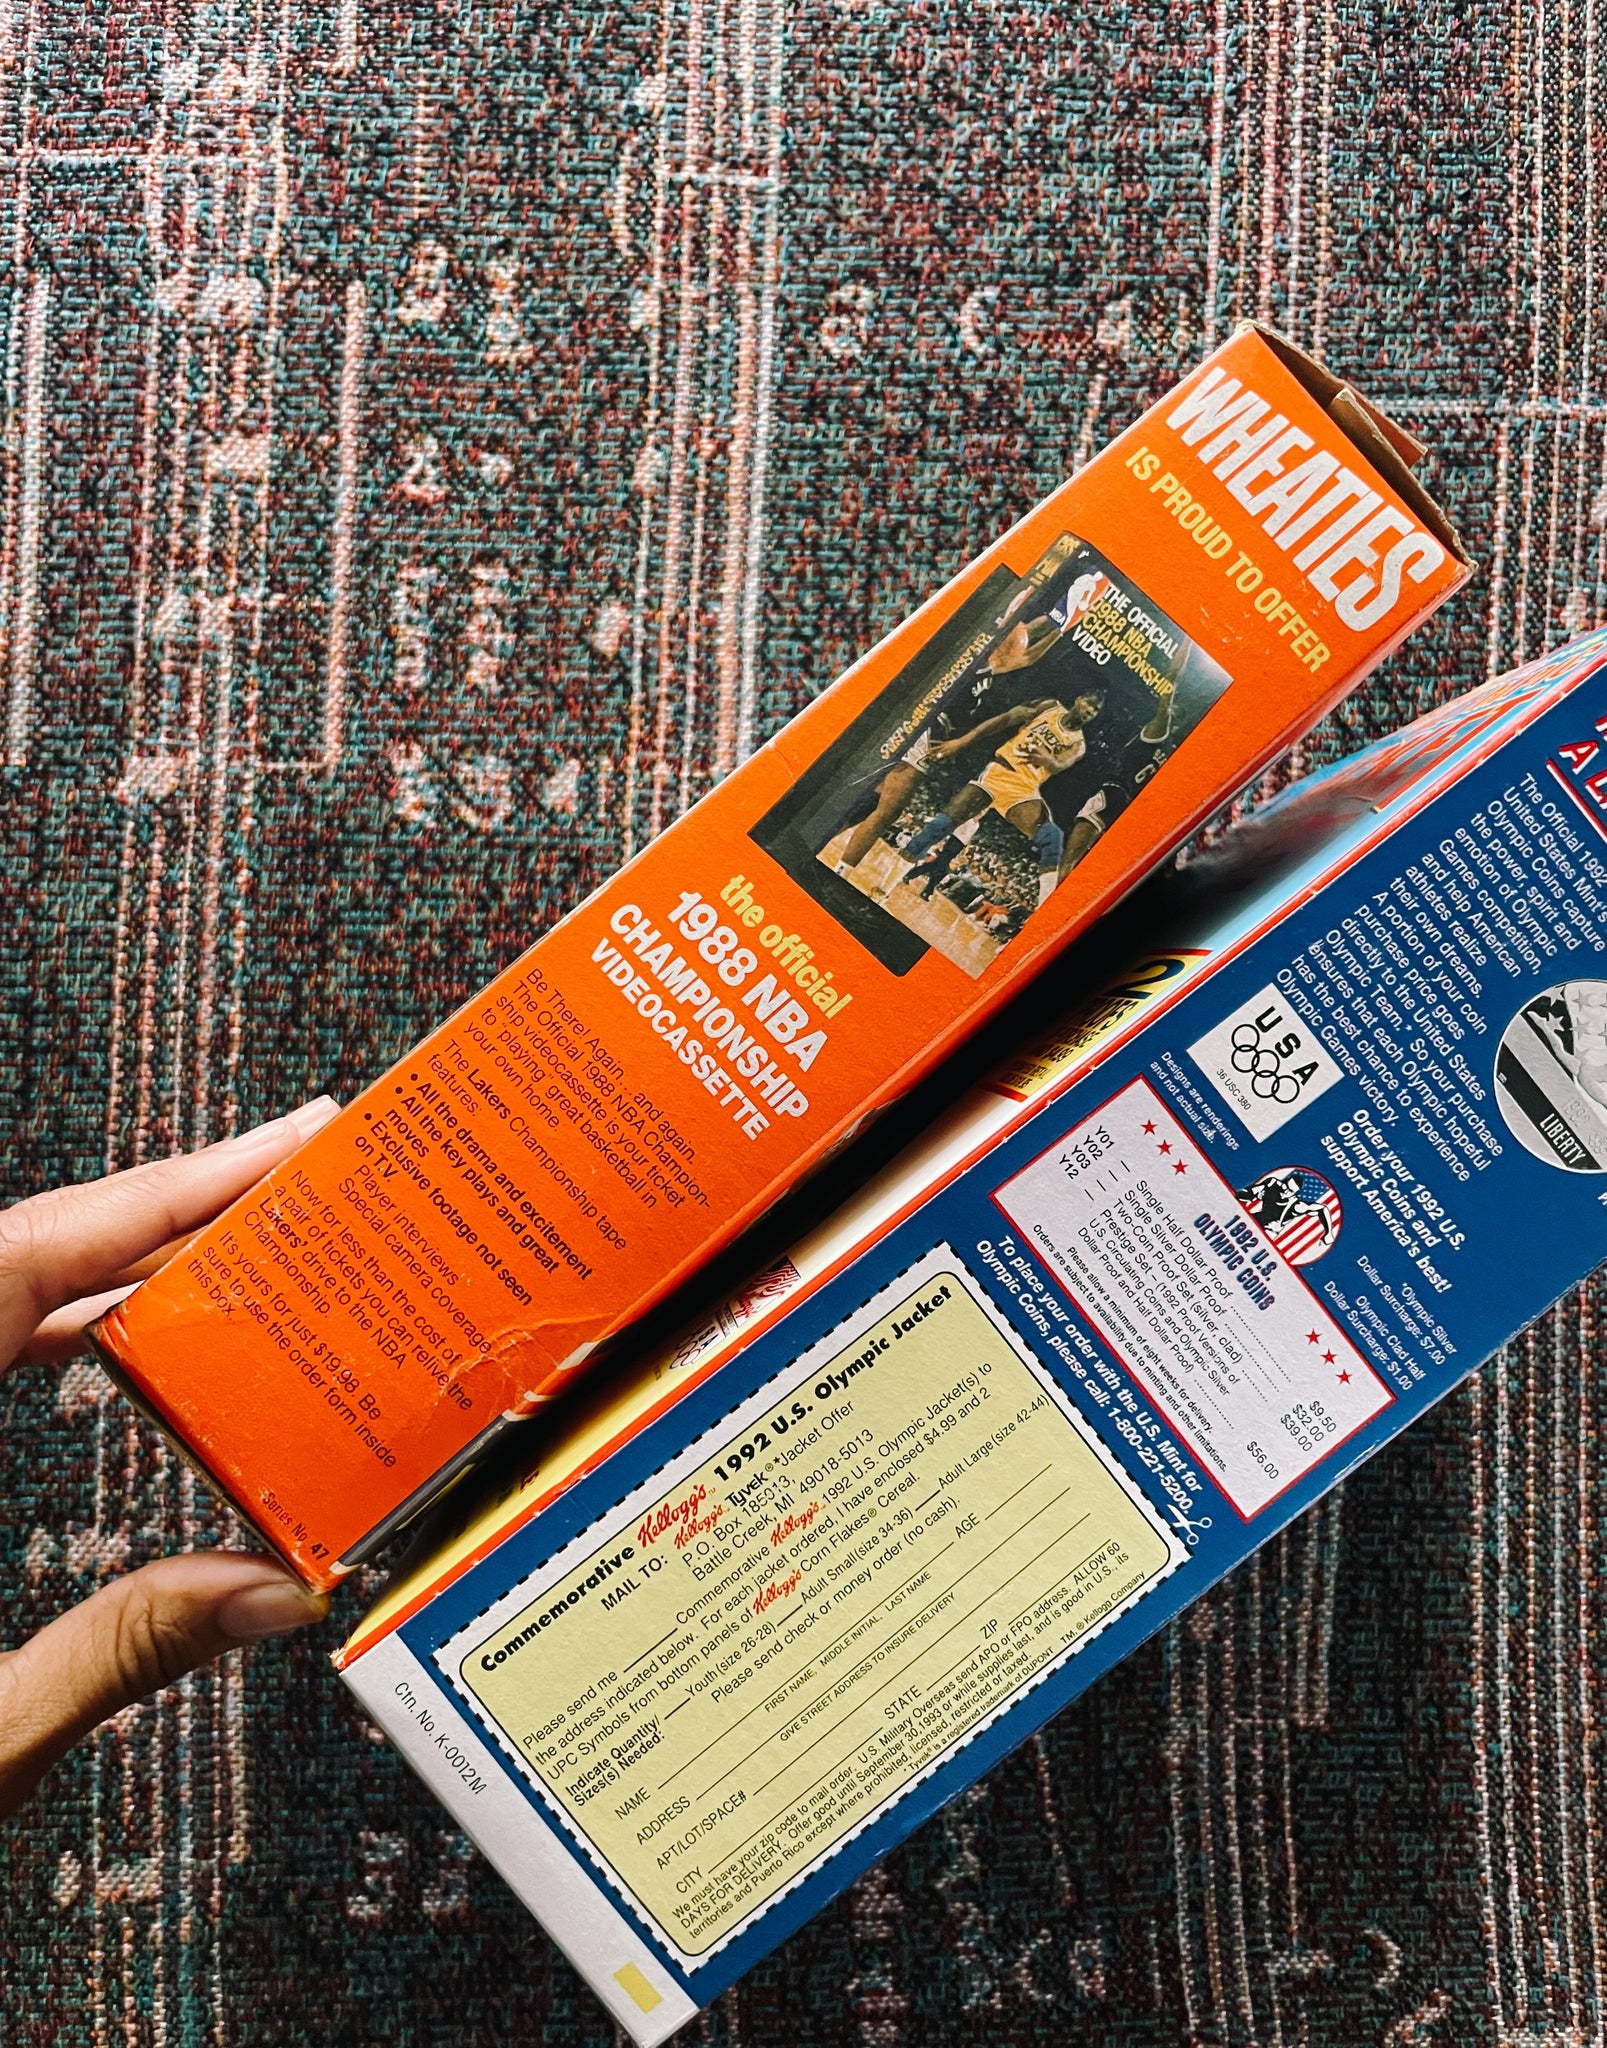 WHEATIES
IS PROUD TO OFFER
THE OFFICIAL
1988 NBA
CHAMPIONSHIP
VIDEO
NBA
the official
1988 NBA
CHAMPIONSHIP
VIDEOCASSETTE
Be There! Again...and again.
The Official 1988 NBA Champion-
ship videocassette is your ticket
to 'playing' great basketball in
your own home.
The Lakers Championship tape
features:
• All the drama and excitement
• All the key plays and great
moves
• Exclusive footage not seen
on T.V.
Player interviews
Special camera coverage
Now for less than the cost of
a pair of tickets you can relive the
Lakers' drive to the NBA
Championship.
It's yours for just $19.98. Be
sure to use the order form inside
this box.
Series No. 47
The Official 1992
United States Mint's
Olympic Coins capture
the power, spirit and
emotion of Olympic
Games competition,
and help American
athletes realize
their own dreams.
A portion of your coin
purchase price goes
directly to the United States
Olympic Team.* So your purchase
ensures that each Olympic hopeful
has the best chance to experience
Olympic Games victory.
USA
36 USC 380
Designs are renderings
and not actual size.
LIBERTY
Order your 1992 U.S.
Olympic Coins and
support America's best!
*Olympic Silver
Dollar Surcharge: $7.00
Olympic Clad Half
Dollar Surcharge: $1.00
1992 U.S.
OLYMPIC COINS
Y01 Single Half Dollar Proof $9.50
Y02 Single Silver Dollar Proof $32.00
Y03 Two-Coin Proof Set (silver, clad) $39.00
Y12 Prestige Set – (1992 Proof Versions of
U.S. Circulating Coins and Olympic Silver
Dollar Proof and Half Dollar Proof) $56.00
Please allow a minimum of eight weeks for delivery.
Orders are subject to availability due to minting and other limitations.
To place your order with the U.S. Mint for
Olympic Coins, please call: 1-800-221-5200.
Commemorative Kellogg's™ 1992 U.S. Olympic Jacket
MAIL TO: Kellogg's™ Tyvek®* Jacket Offer
P.O. Box 185013,
Battle Creek, MI 49018-5013
Please send me Commemorative Kellogg's™ 1992 U.S. Olympic Jacket(s) to
the address indicated below. For each jacket ordered, I have enclosed $4.99 and 2
UPC Symbols from bottom panels of Kellogg's Corn Flakes® Cereal.
Indicate Quantity/
Sizes(s) Needed: Youth (size 26-28) Adult Small (size 34-36) Adult Large (size 42-44)
Please send check or money order (no cash).
NAME AGE
FIRST NAME, MIDDLE INITIAL, LAST NAME
ADDRESS
GIVE STREET ADDRESS TO INSURE DELIVERY
APT/LOT/SPACE#
CITY STATE ZIP
We must have your zip code to mail order. U.S. Military Overseas send APO or FPO address. ALLOW 60
DAYS FOR DELIVERY. Offer good until September 30, 1993 or while supplies last, and is good in U.S., its
territories and Puerto Rico except where prohibited, licensed, restricted or taxed.
*Tyvek® is a registered trademark of DUPONT TM, ® Kellogg Company
Ctn. No. K-0012M